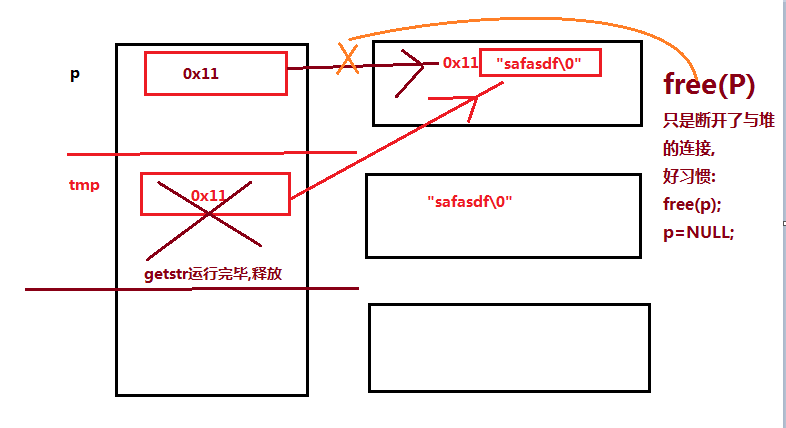 p
0x11
0x11
"safasdf\0"
free(P)
只是断开了与堆
的连接,
好习惯:
free(p);
p=NULL;
tmp
0x11
"safasdf\0"
getstr运行完毕,释放